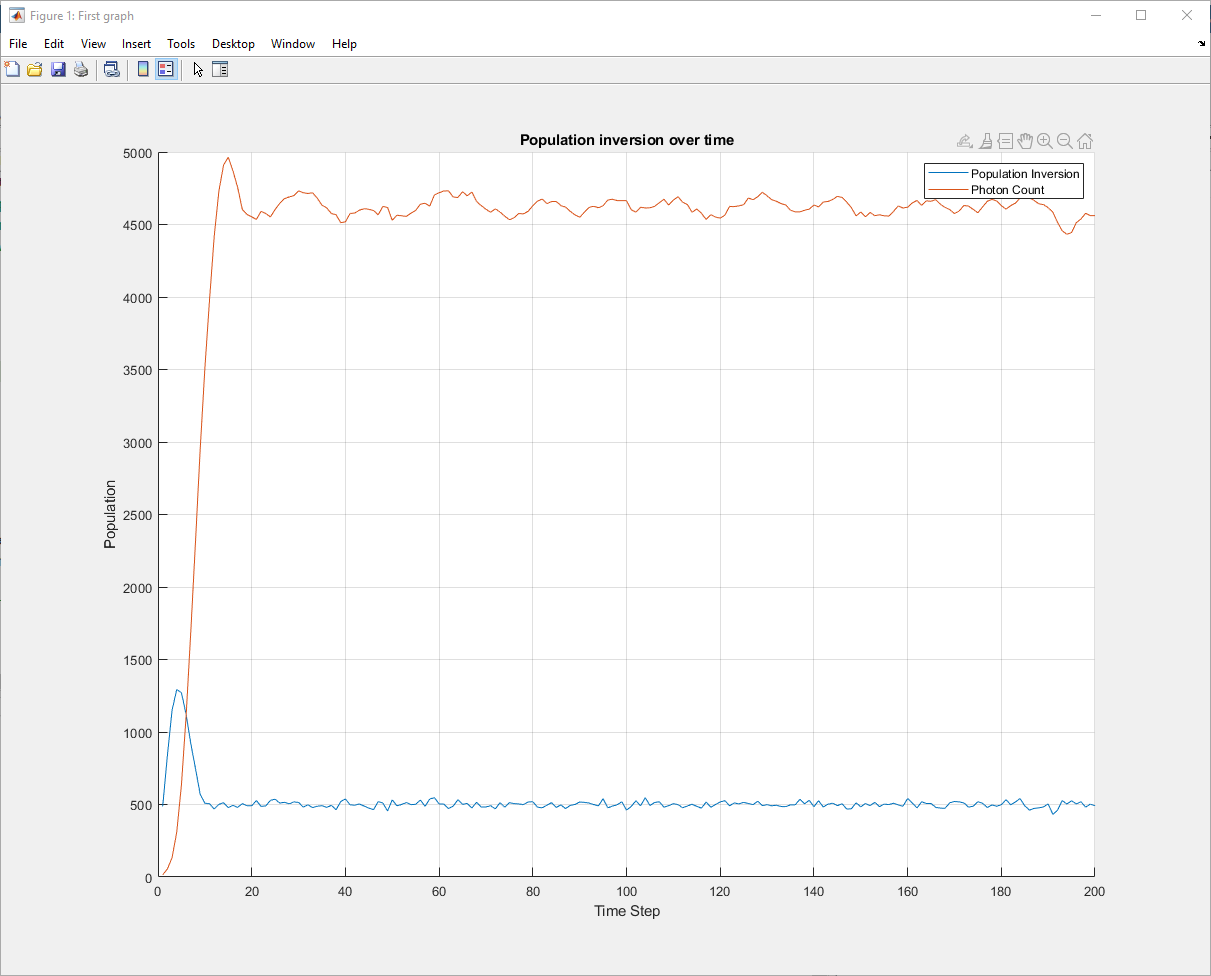 Figure 1: First graph
File Edit View Insert Tools Desktop Window Help
Population inversion over time
Population Inversion
Photon Count
5000
4500
4000
3500
3000
2500
2000
1500
1000
500
0
Population
0 20 40 60 80 100 120 140 160 180 200
Time Step